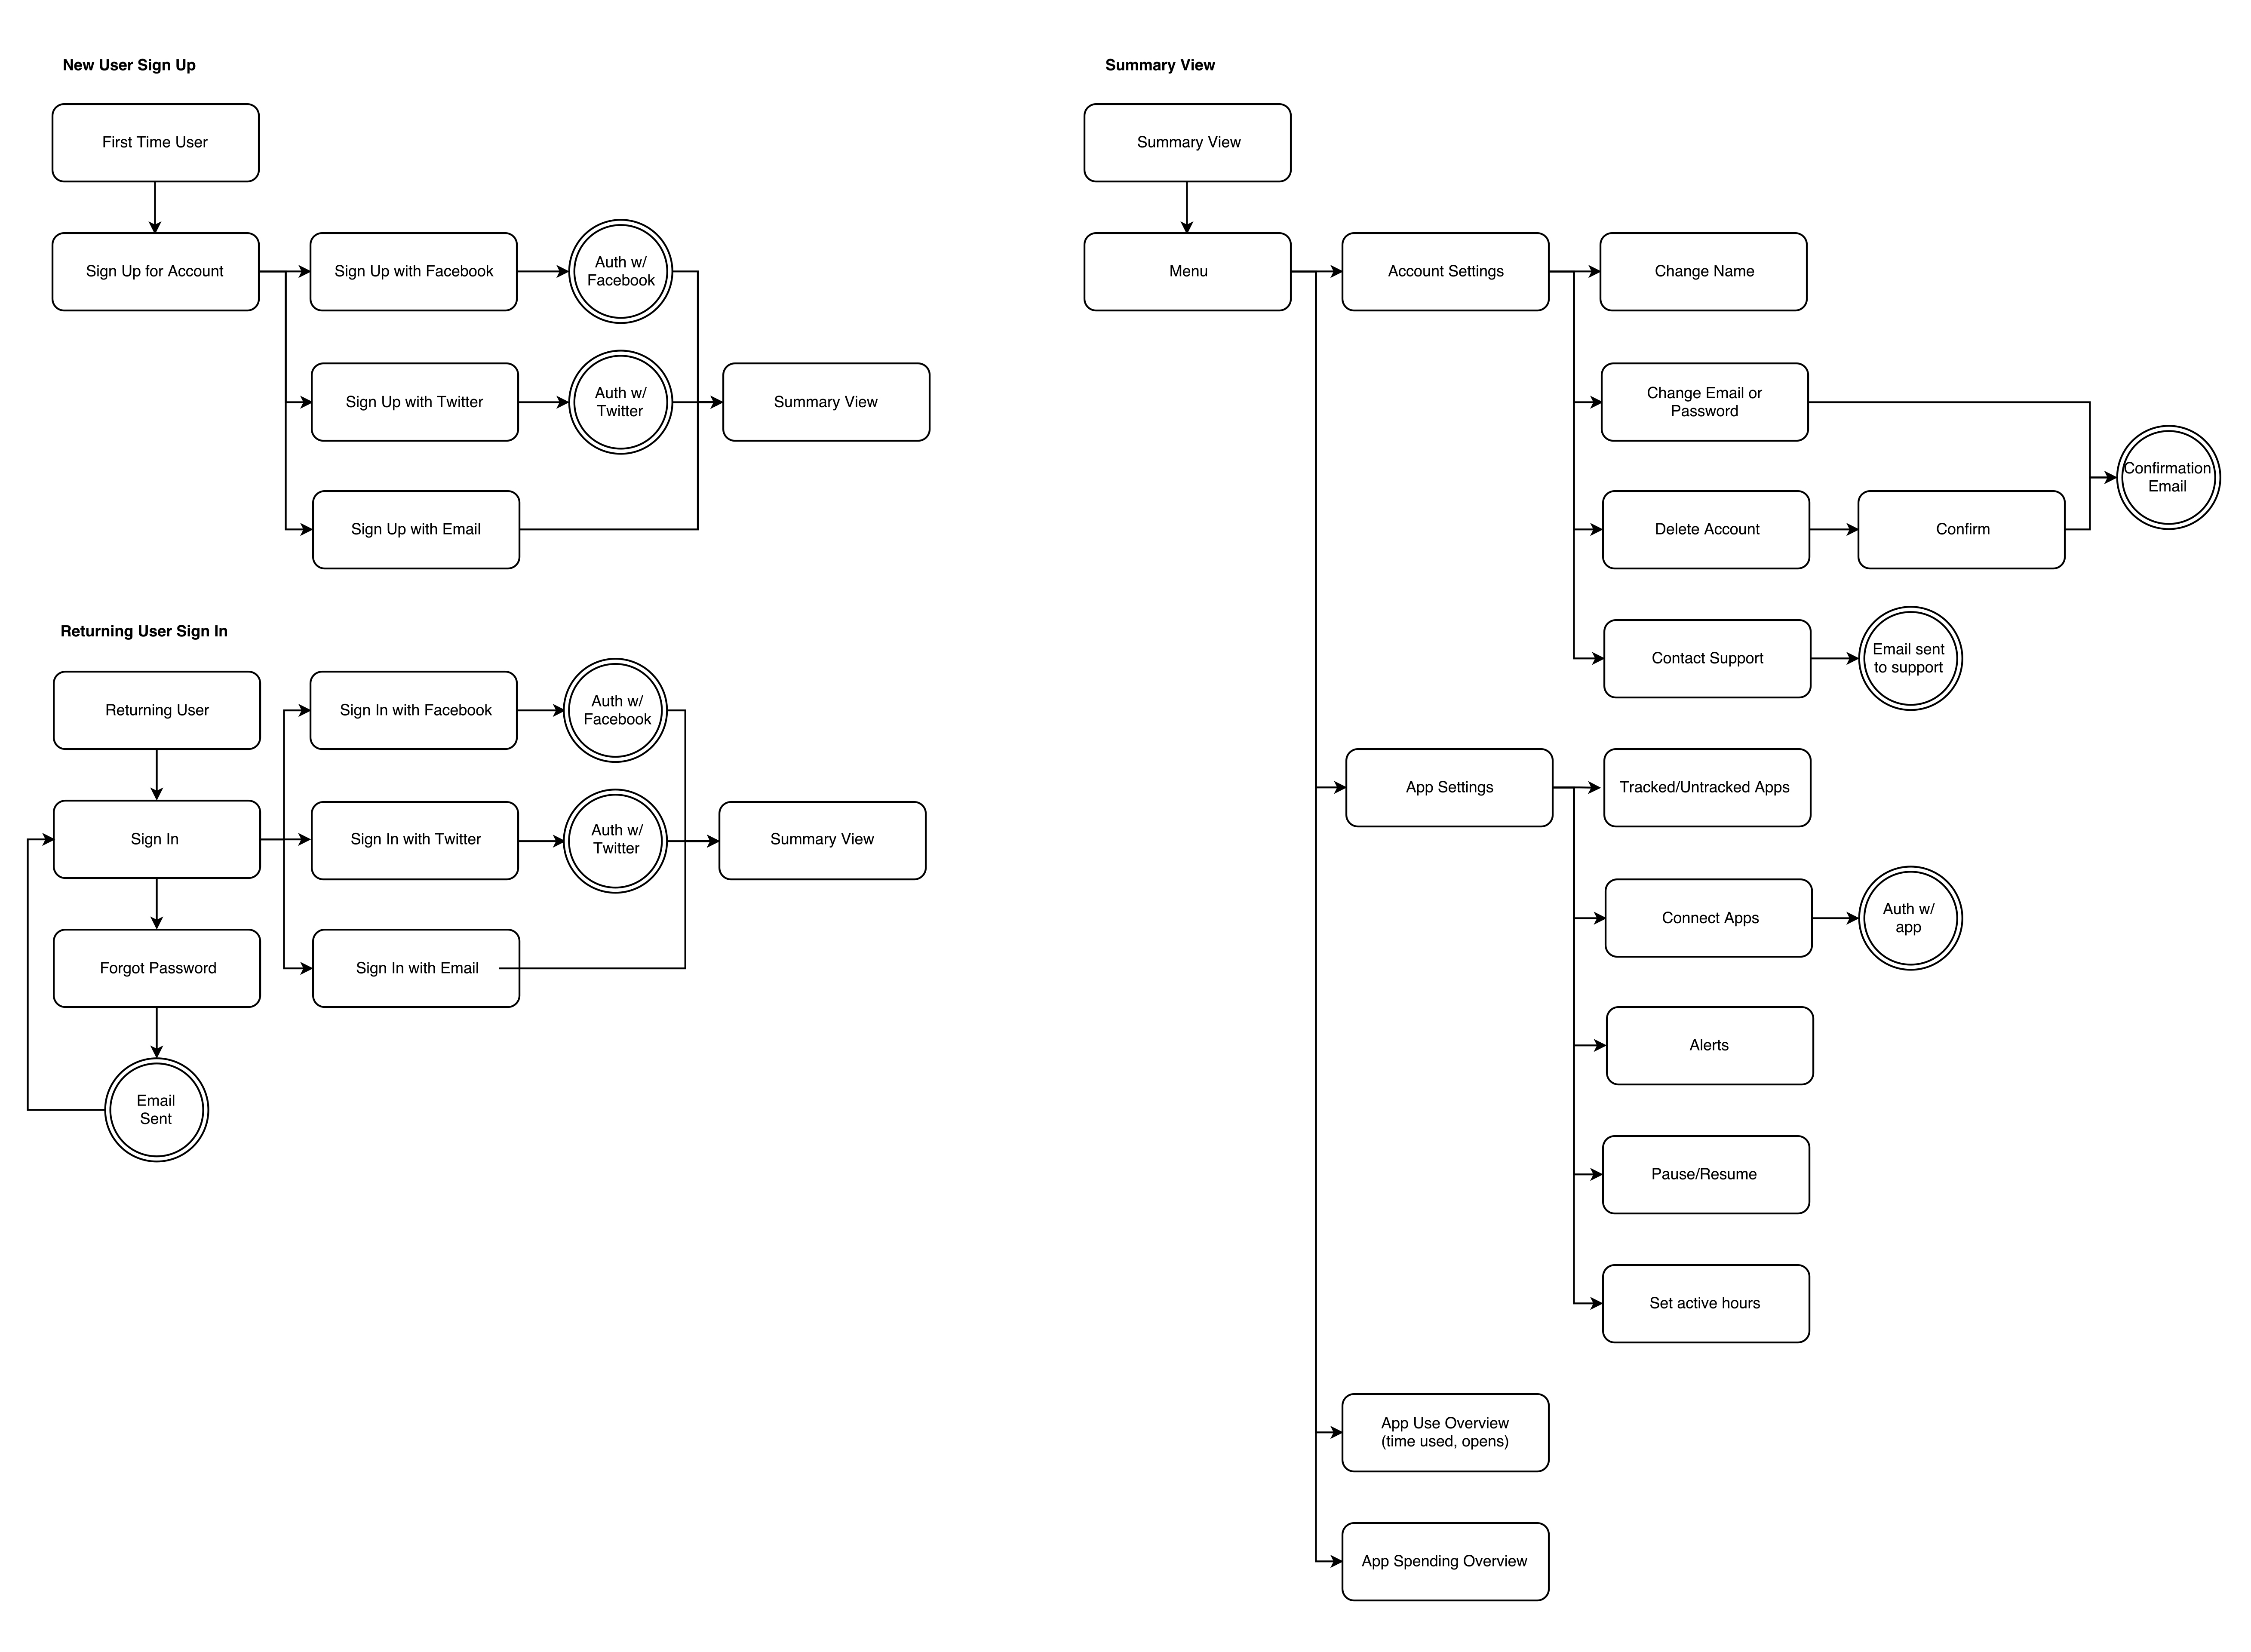 New User Sign Up
First Time User
Sign Up for Account
Sign Up with Facebook
Auth w/
Facebook
Sign Up with Twitter
Auth w/
Twitter
Summary View
Sign Up with Email
Returning User Sign In
Returning User
Sign In with Facebook
Auth w/
Facebook
Sign In
Sign In with Twitter
Auth w/
Twitter
Summary View
Forgot Password
Sign In with Email
Email
Sent
Summary View
Summary View
Menu
Account Settings
Change Name
Change Email or
Password
Confirmation
Email
Delete Account
Confirm
Contact Support
Email sent
to support
App Settings
Tracked/Untracked Apps
Connect Apps
Auth w/
app
Alerts
Pause/Resume
Set active hours
App Use Overview
(time used, opens)
App Spending Overview